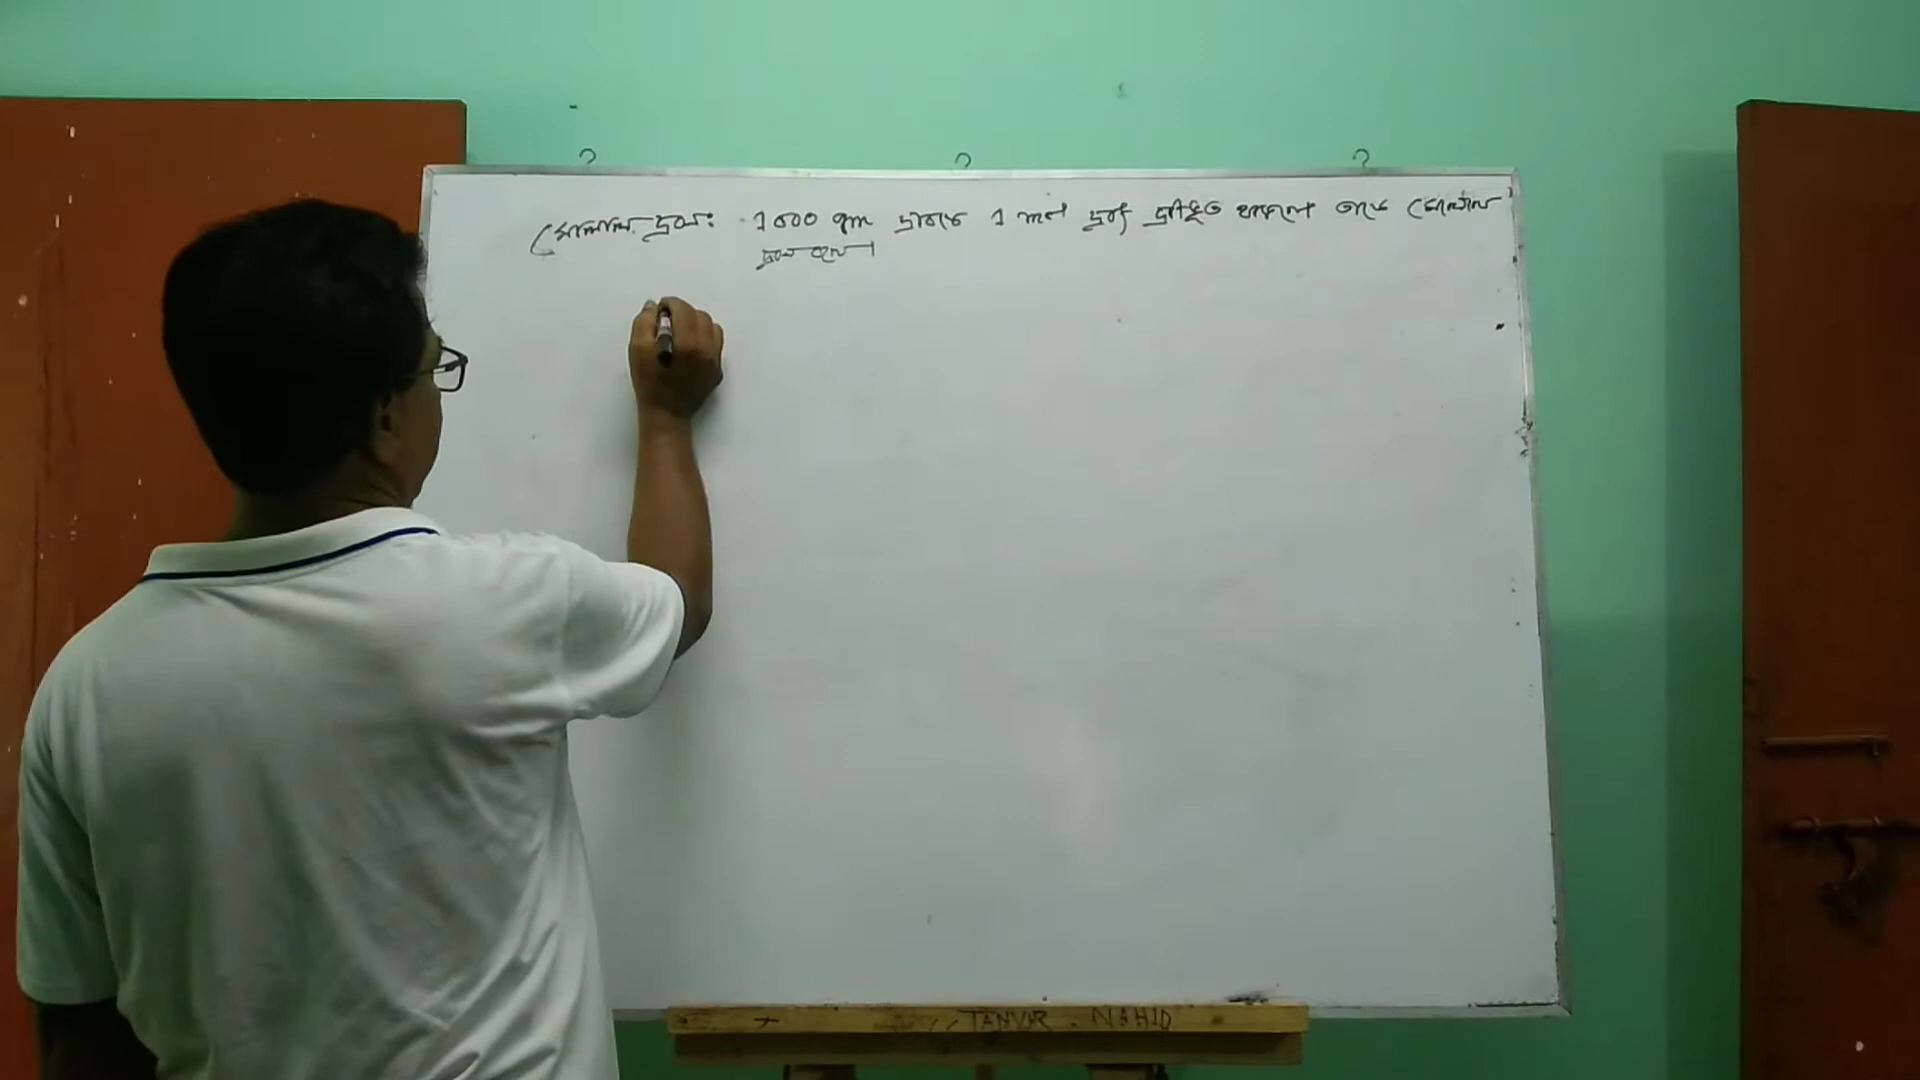 মোলাল দ্রবণঃ 1000 gm দ্রাবকে 1 মোল দ্রব দ্রবীভূত থাকলে তাকে মোলাল
দ্রবণ বলে।
TANVIR - NAHID